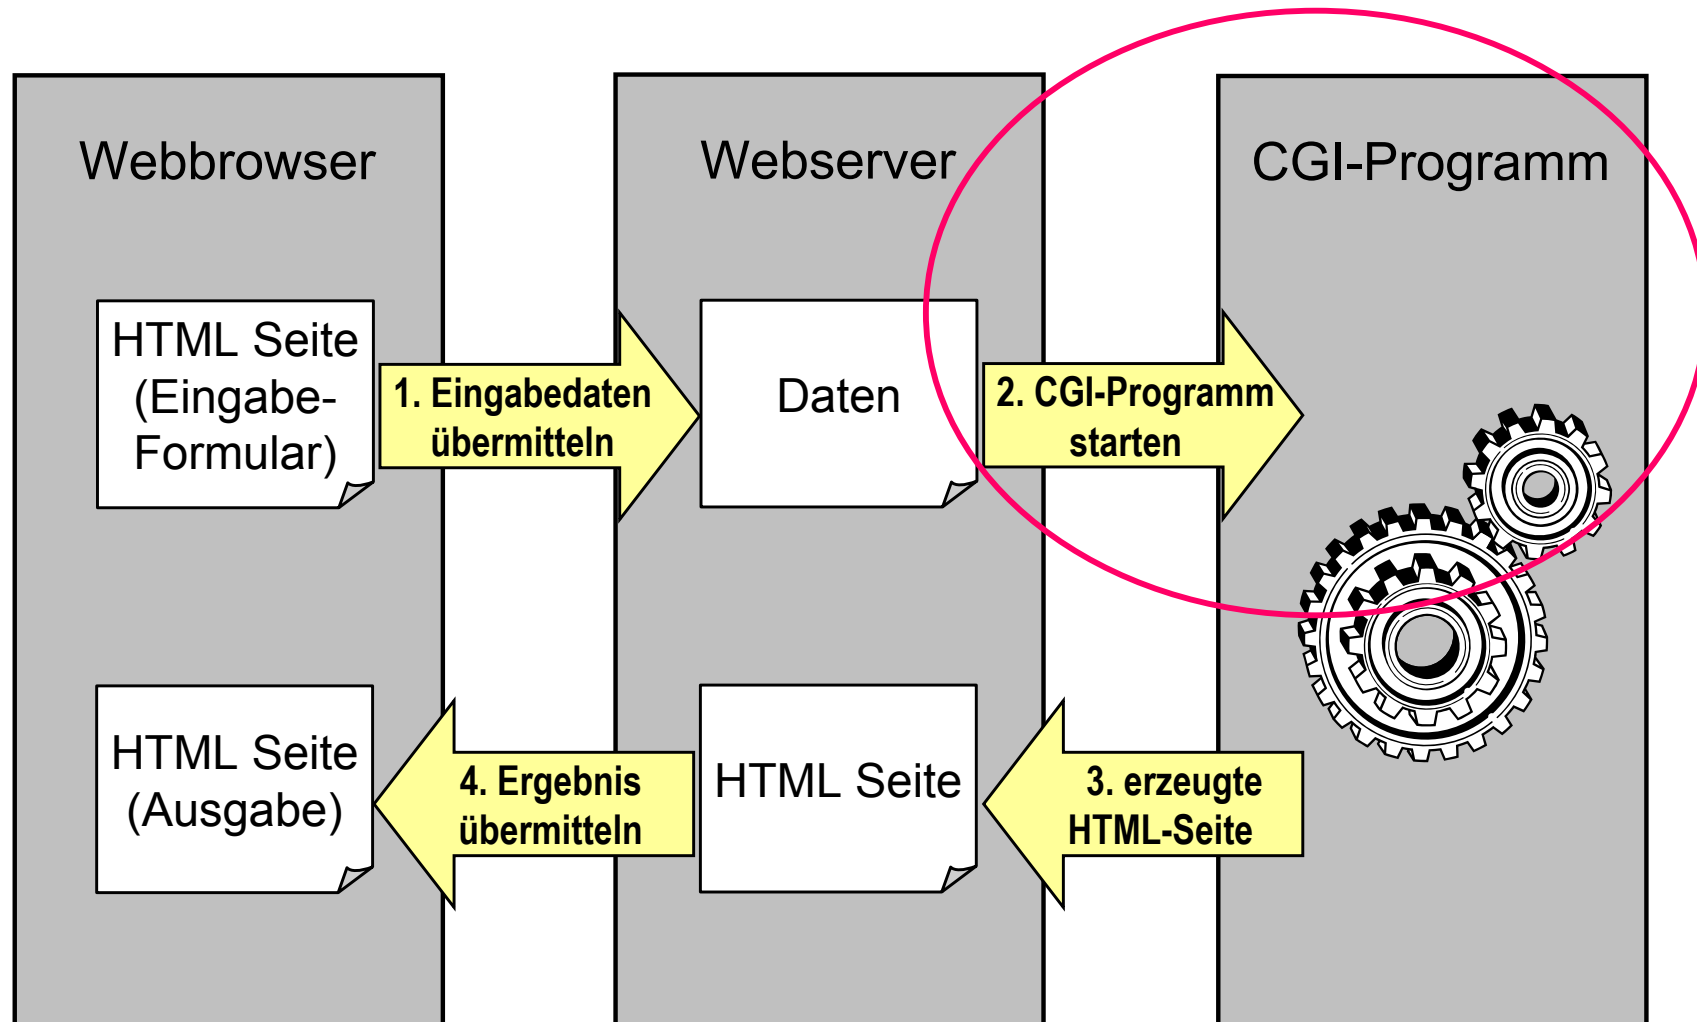 Webbrowser
Webserver
CGI-Programm
HTML Seite
(Eingabe-
Formular)
1. Eingabedaten
übermitteln
Daten
2. CGI-Programm
starten
HTML Seite
(Ausgabe)
4. Ergebnis
übermitteln
HTML Seite
3. erzeugte
HTML-Seite